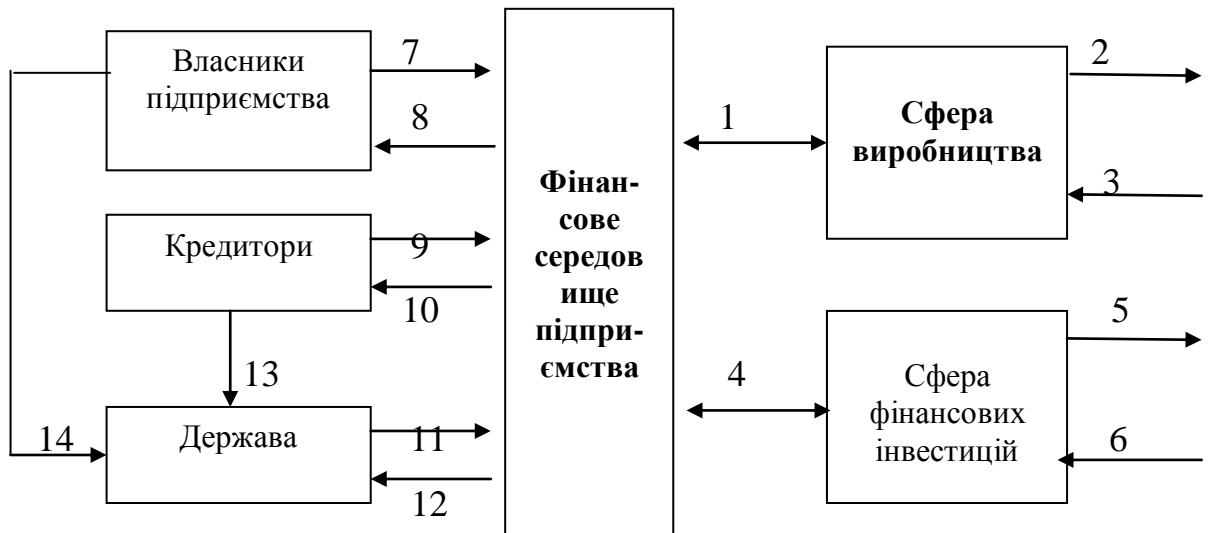 Власники
підприємства
7
8
Кредитори
9
10
13
Держава
14
11
12
Фінан-
сове
середов
ище
підпри-
ємства
1
4
Сфера
виробництва
2
3
Сфера
фінансових
інвестицій
5
6